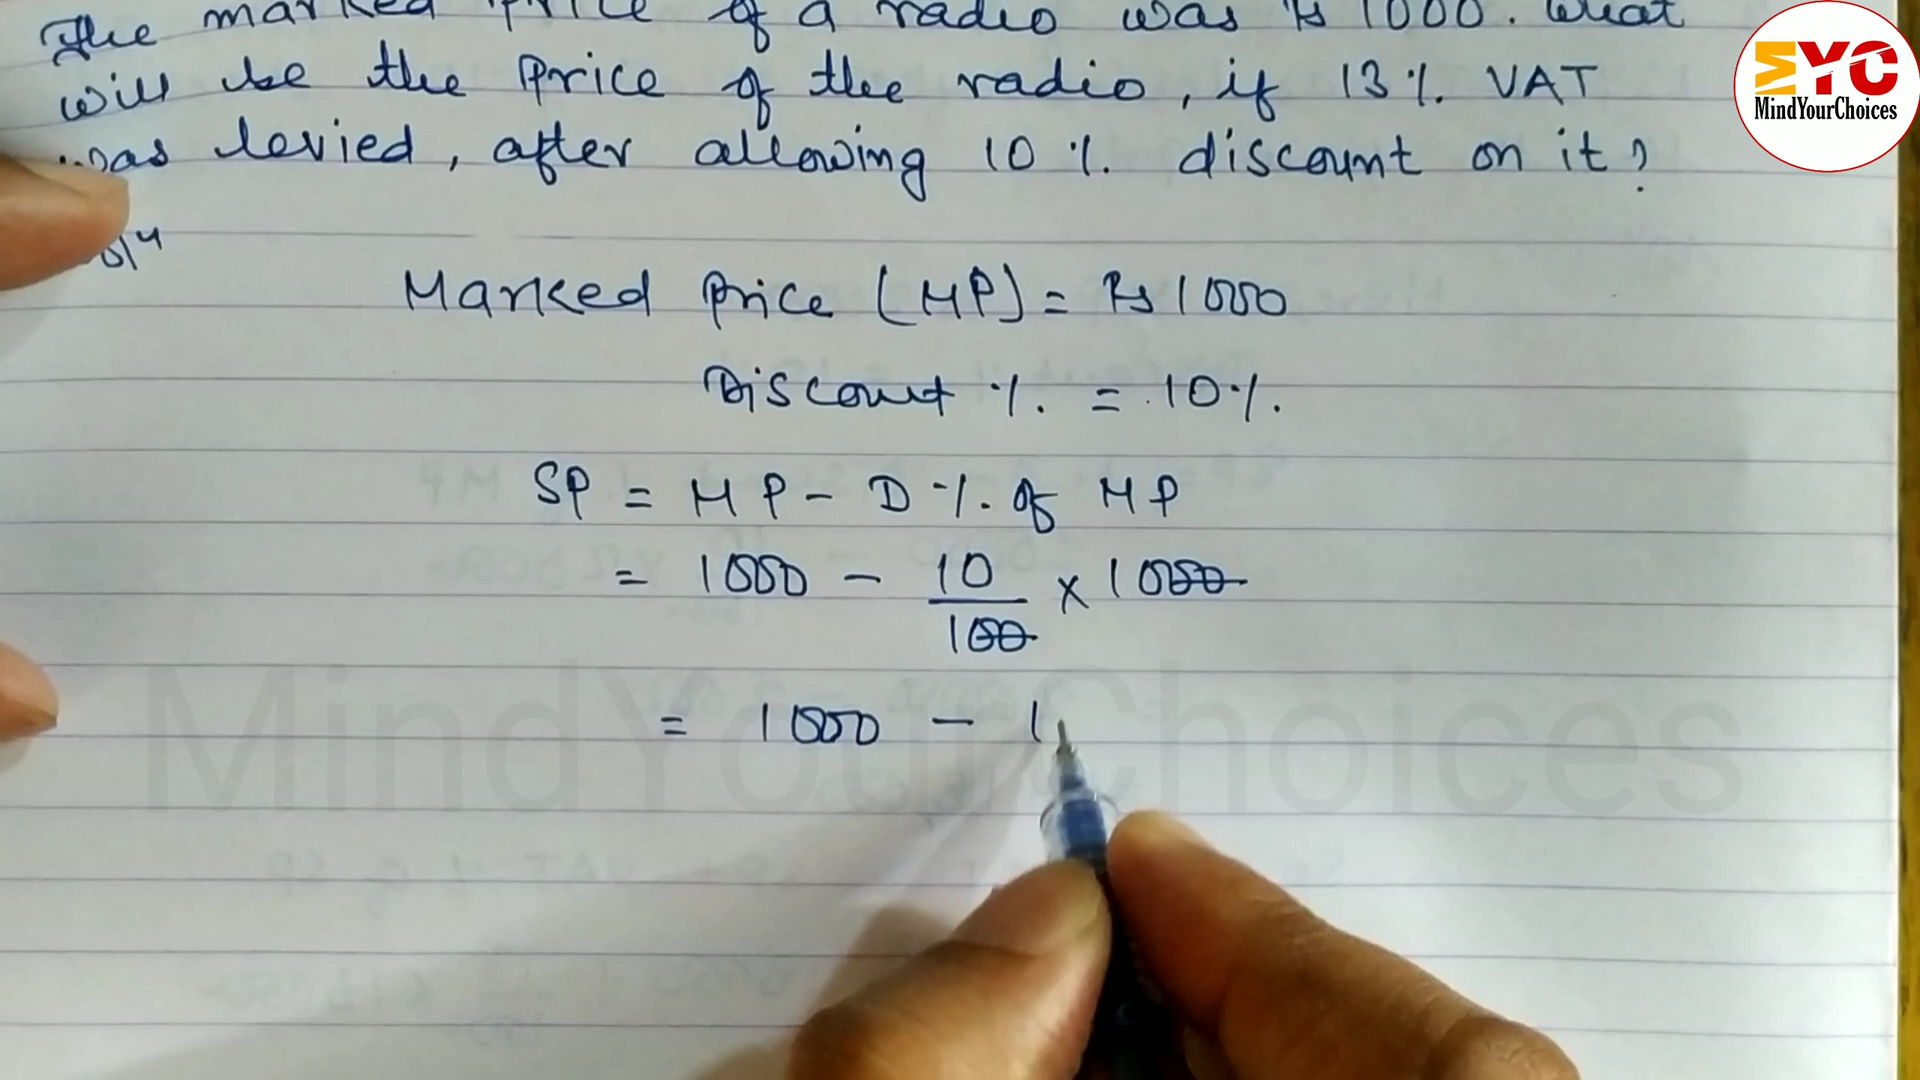 The marked price of a radio was Rs 1000. What
will be the price of the radio, if 13% VAT
was levied, after allowing 10% discount on it?
MYC
MindYourChoices
Marked Price (MP) = Rs 1000
Discount % = 10%.
SP = MP - D%. of MP
= 1000 - 10/100 × 1000
= 1000 - 1
MindYourChoices